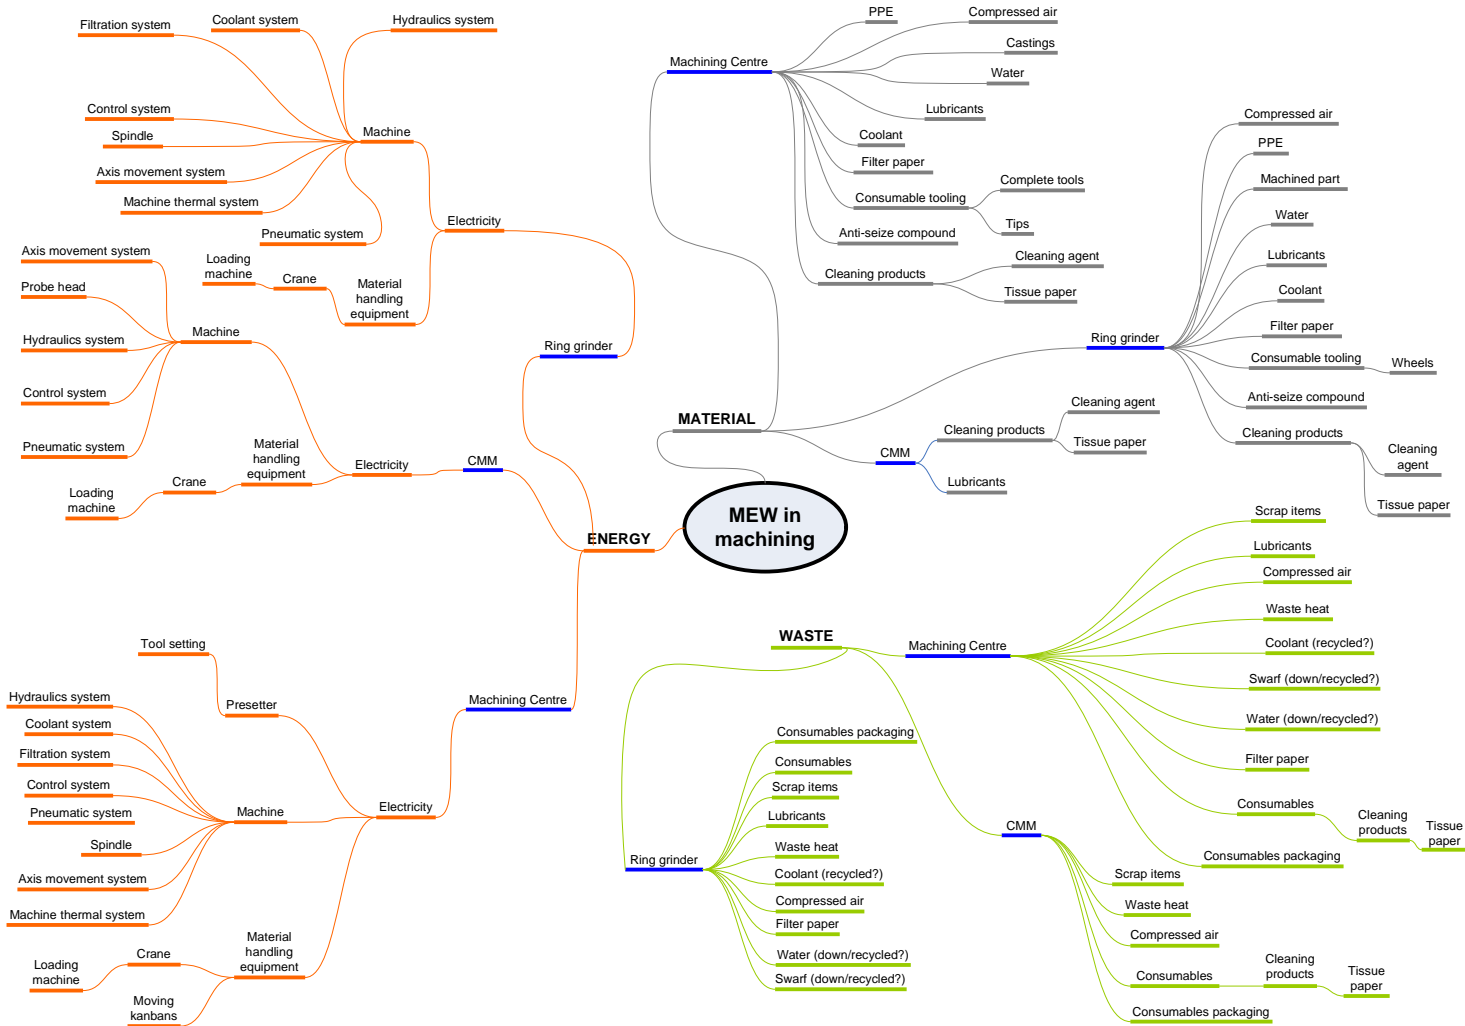 MEW in
machining
ENERGY
Ring grinder
Electricity
Machine
Filtration system
Coolant system
Hydraulics system
Control system
Spindle
Axis movement system
Machine thermal system
Pneumatic system
Material
handling
equipment
Crane
Loading
machine
CMM
Electricity
Machine
Axis movement system
Probe head
Hydraulics system
Control system
Pneumatic system
Material
handling
equipment
Crane
Loading
machine
Machining Centre
Electricity
Presetter
Tool setting
Machine
Hydraulics system
Coolant system
Filtration system
Control system
Pneumatic system
Spindle
Axis movement system
Machine thermal system
Material
handling
equipment
Crane
Loading
machine
Moving
kanbans
MATERIAL
Machining Centre
PPE
Compressed air
Castings
Water
Lubricants
Coolant
Filter paper
Consumable tooling
Complete tools
Tips
Anti-seize compound
Cleaning products
Cleaning agent
Tissue paper
Ring grinder
Compressed air
PPE
Machined part
Water
Lubricants
Coolant
Filter paper
Consumable tooling
Wheels
Anti-seize compound
Cleaning products
Cleaning
agent
Tissue paper
CMM
Cleaning products
Cleaning agent
Tissue paper
Lubricants
WASTE
Machining Centre
Scrap items
Lubricants
Compressed air
Waste heat
Coolant (recycled?)
Swarf (down/recycled?)
Water (down/recycled?)
Filter paper
Consumables
Cleaning
products
Tissue
paper
Consumables packaging
CMM
Scrap items
Waste heat
Compressed air
Consumables
Cleaning
products
Tissue
paper
Consumables packaging
Ring grinder
Consumables packaging
Consumables
Scrap items
Lubricants
Waste heat
Coolant (recycled?)
Compressed air
Filter paper
Water (down/recycled?)
Swarf (down/recycled?)